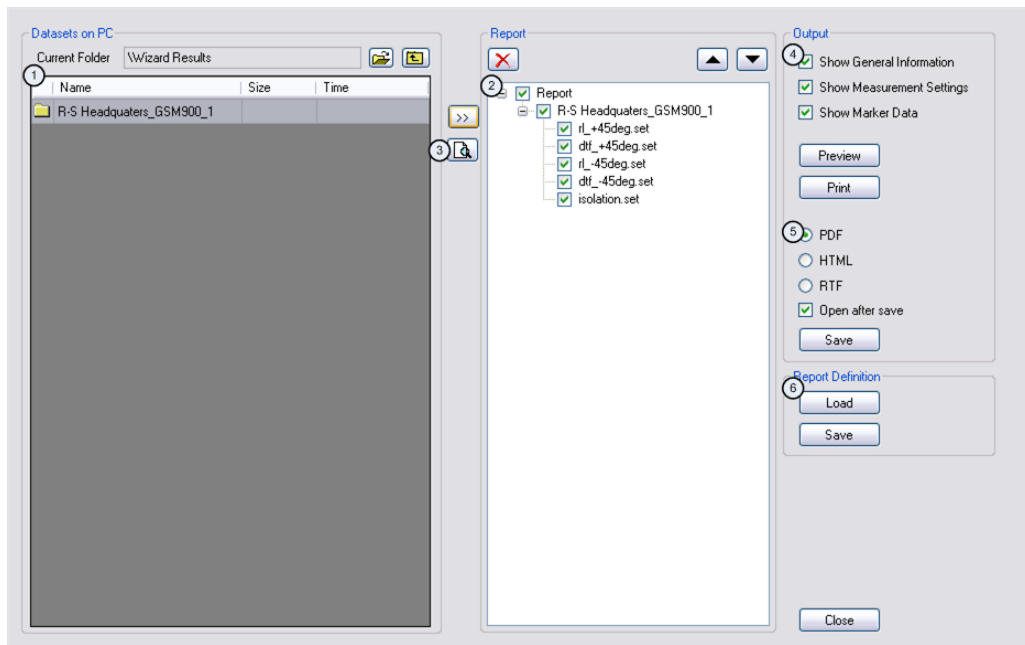 Datasets on PC
Current Folder \Wizard Results
1
Name Size Time
R-S Headquaters_GSM900_1
>>
3
Report
2
Report
R-S Headquaters_GSM900_1
rl_+45deg.set
dtf_+45deg.set
rl_-45deg.set
dtf_-45deg.set
isolation.set
Output
4
Show General Information
Show Measurement Settings
Show Marker Data
Preview
Print
5
PDF
HTML
RTF
Open after save
Save
Report Definition
6
Load
Save
Close